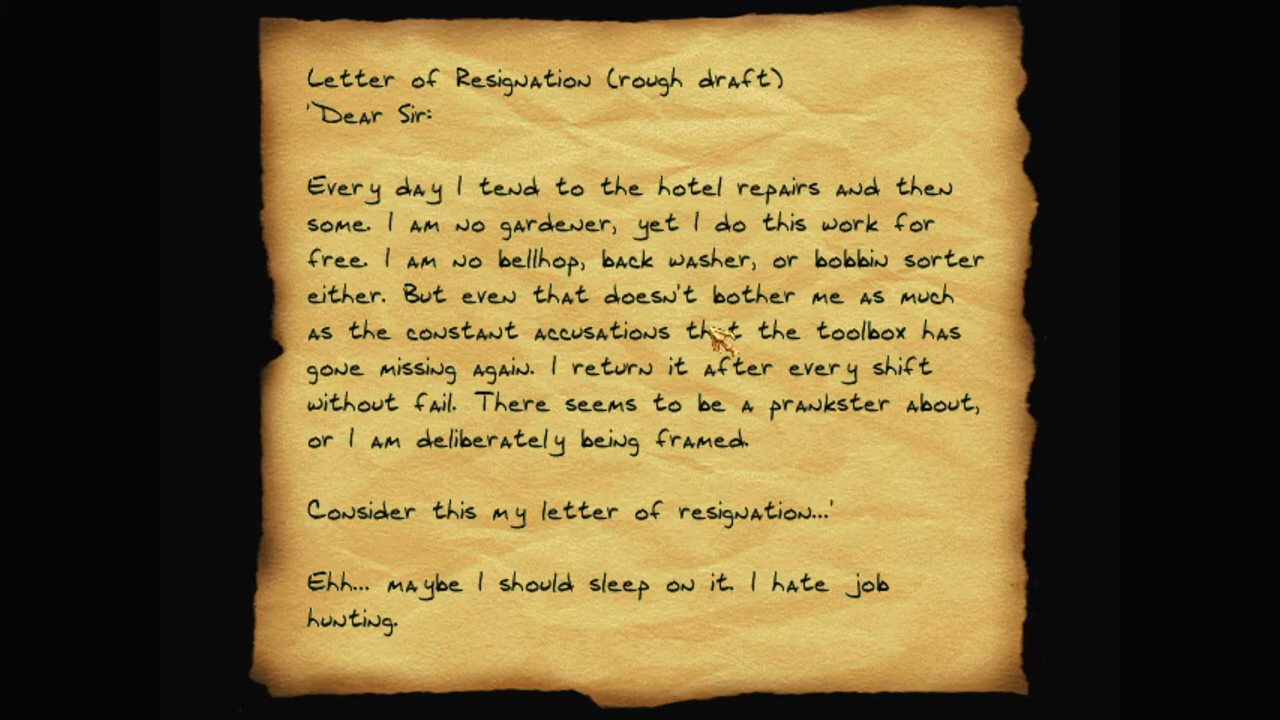 Letter of Resignation (rough draft)
'Dear Sir:
Every day I tend to the hotel repairs and then
some. I am no gardener, yet I do this work for
free. I am no bellhop, back washer, or bobbin sorter
either. But even that doesn't bother me as much
as the constant accusations that the toolbox has
gone missing again. I return it after every shift
without fail. There seems to be a prankster about,
or I am deliberately being framed.
Consider this my letter of resignation...'
Ehh... maybe I should sleep on it. I hate job
hunting.